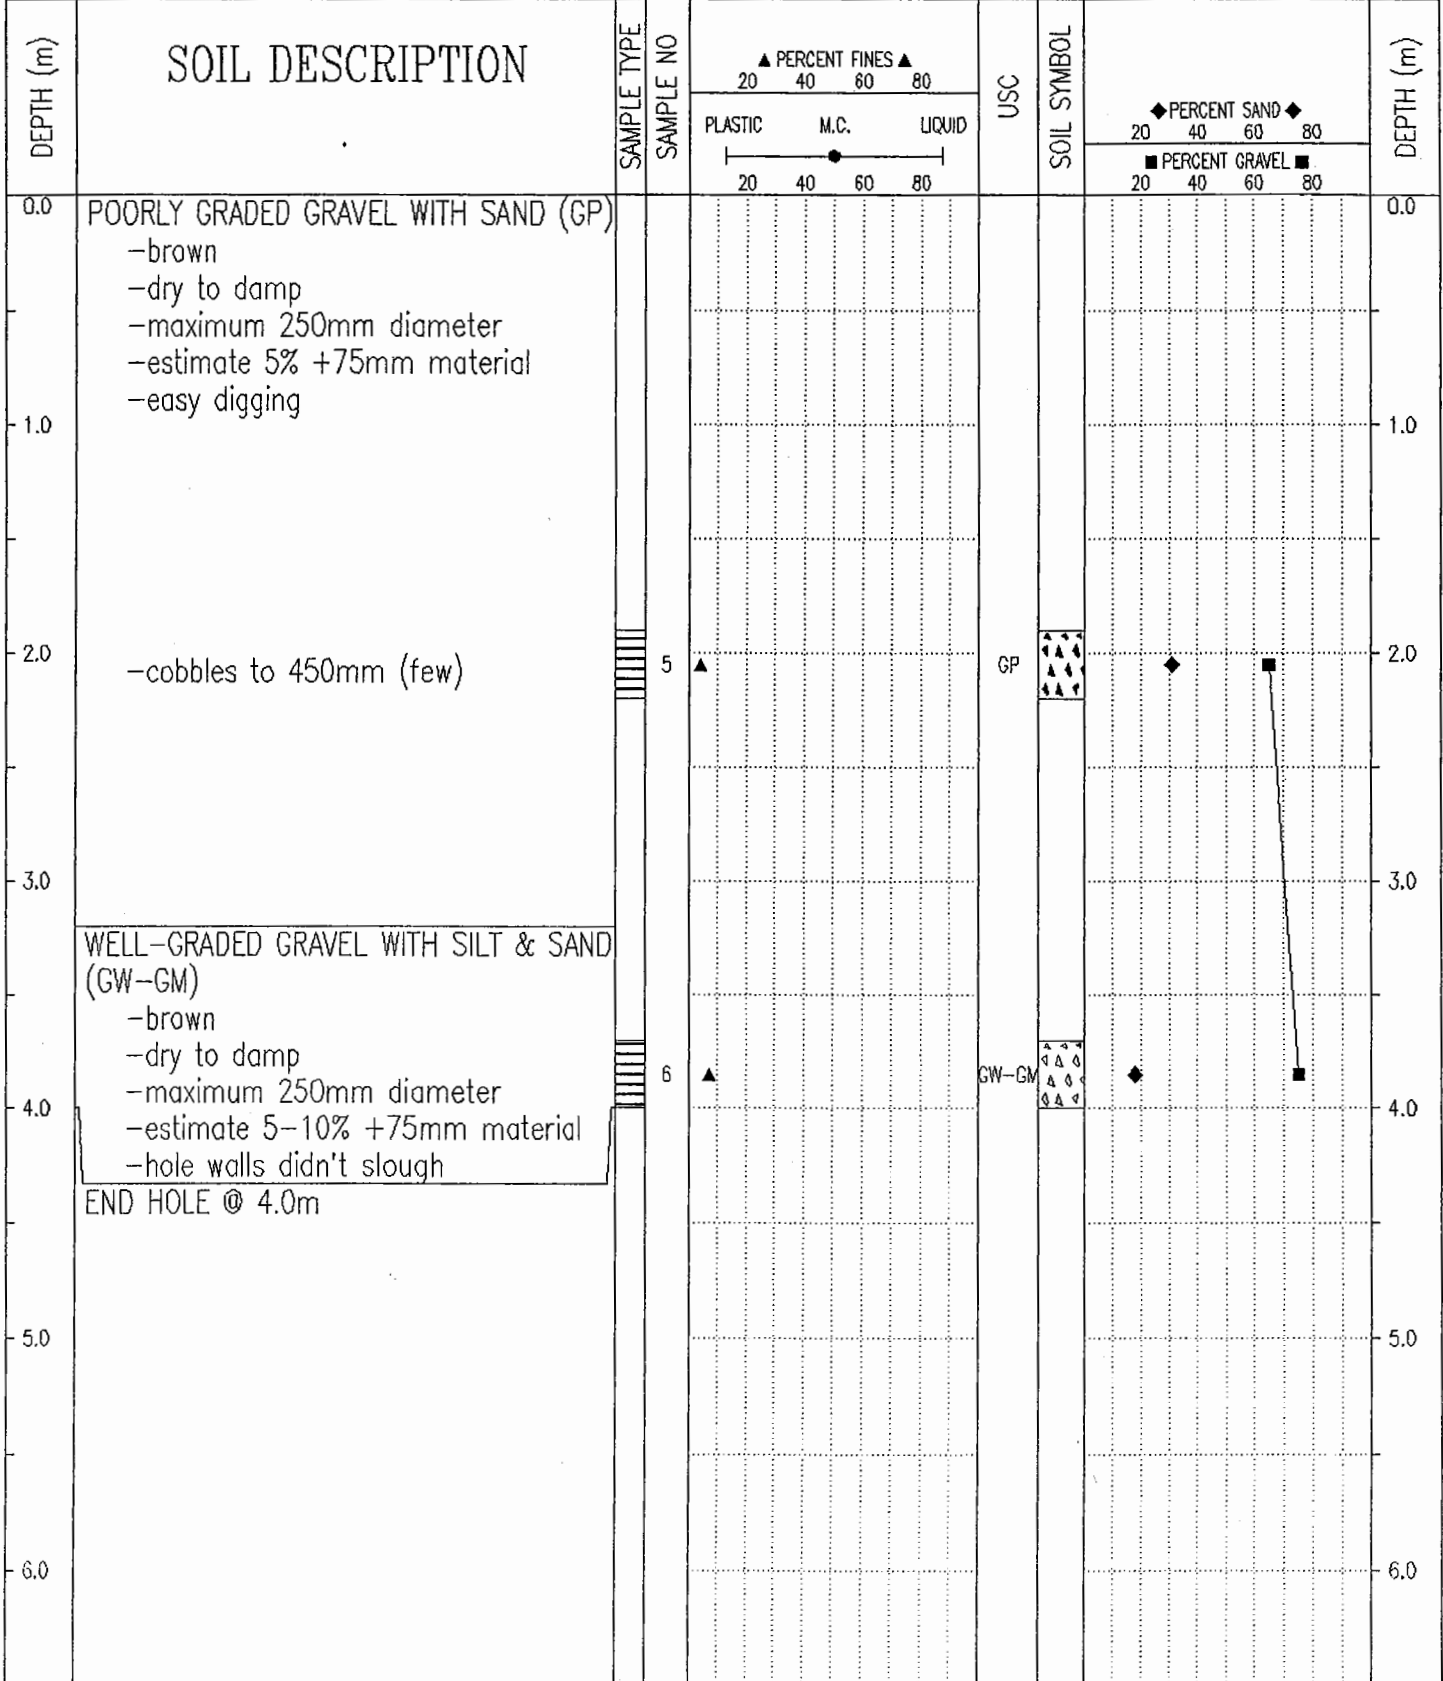 DEPTH (m)
SOIL DESCRIPTION
SAMPLE TYPE
SAMPLE NO
▲ PERCENT FINES ▲
20 40 60 80
PLASTIC M.C. LIQUID
20 40 60 80
USC
SOIL SYMBOL
◆PERCENT SAND◆
20 40 60 80
■ PERCENT GRAVEL ■
20 40 60 80
DEPTH (m)
0.0 POORLY GRADED GRAVEL WITH SAND (GP) 0.0
-brown
-dry to damp
-maximum 250mm diameter
-estimate 5% +75mm material
-easy digging
1.0 1.0
2.0 -cobbles to 450mm (few) 5 GP 2.0
3.0 3.0
WELL-GRADED GRAVEL WITH SILT & SAND
(GW-GM)
-brown
-dry to damp 6 GW-GM
-maximum 250mm diameter
4.0 4.0
-estimate 5-10% +75mm material
-hole walls didn't slough
END HOLE @ 4.0m
5.0 5.0
6.0 6.0